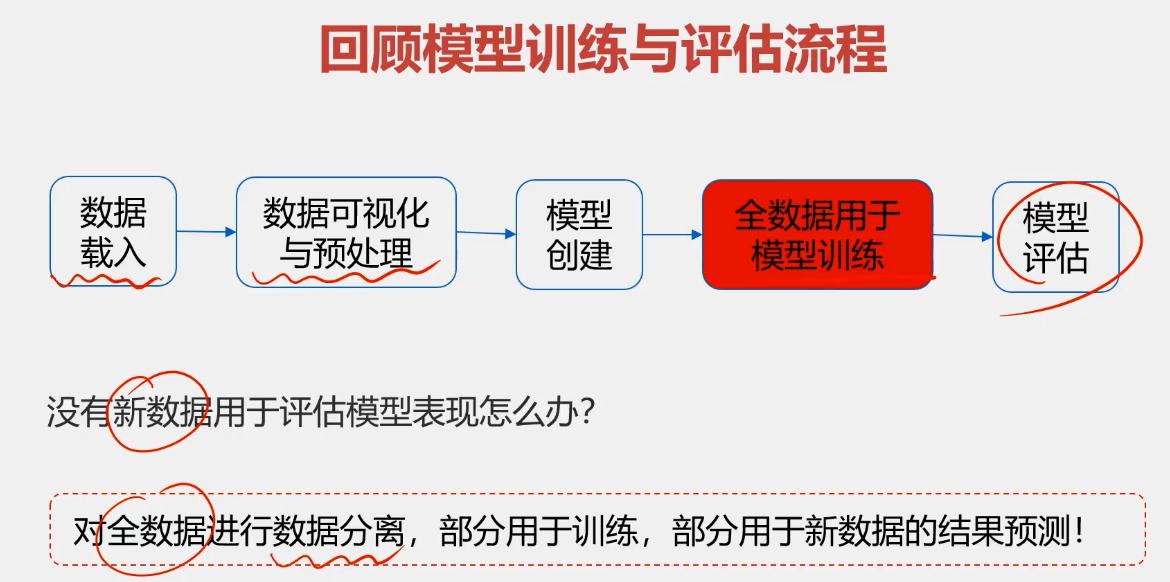 回顾模型训练与评估流程
数据
载入
数据可视化
与预处理
模型
创建
全数据用于
模型训练
模型
评估
没有新数据用于评估模型表现怎么办？
对全数据进行数据分离，部分用于训练，部分用于新数据的结果预测！